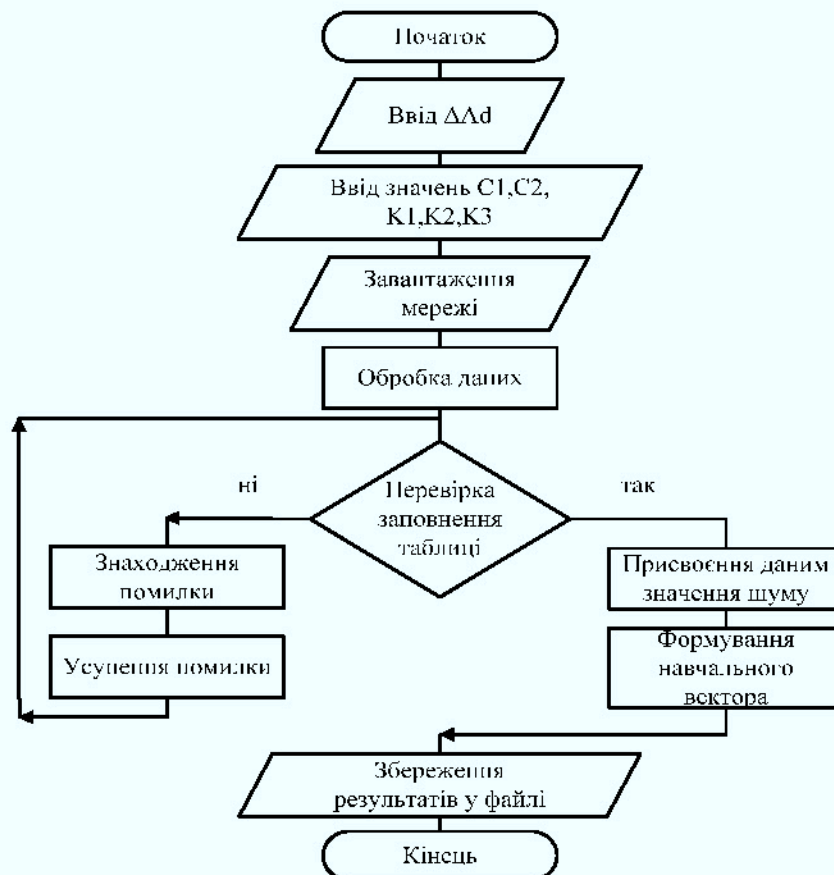 Початок
Ввід ΔΛd
Ввід значень C1,C2,
K1,K2,K3
Завантаження
мережі
Обробка даних
ні
Перевірка
заповнення
таблиці
так
Знаходження
помилки
Присвоєння даним
значення шуму
Усунення помилки
Формування
навчального
вектора
Збереження
результатів у файлі
Кінець